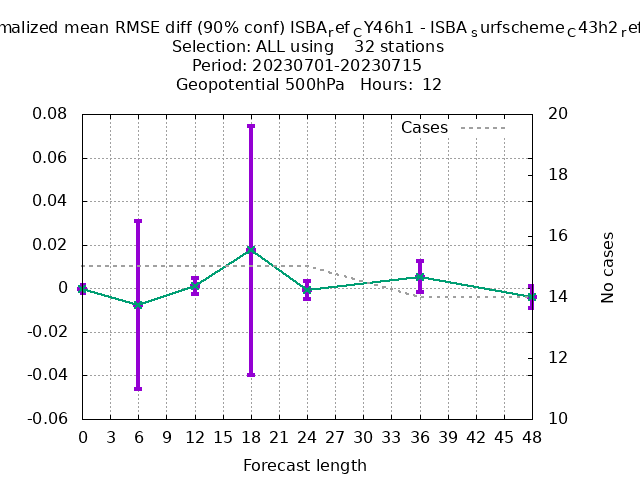 malized mean RMSE diff (90% conf) ISBA_ref_CY46h1 - ISBA_surfscheme_C43h2_ref
Selection: ALL using 32 stations
Period: 20230701-20230715
Geopotential 500hPa Hours: 12
Cases
0.08
0.06
0.04
0.02
0
-0.02
-0.04
-0.06
20
18
16
14
12
10
No cases
0 3 6 9 12 15 18 21 24 27 30 33 36 39 42 45 48
Forecast length